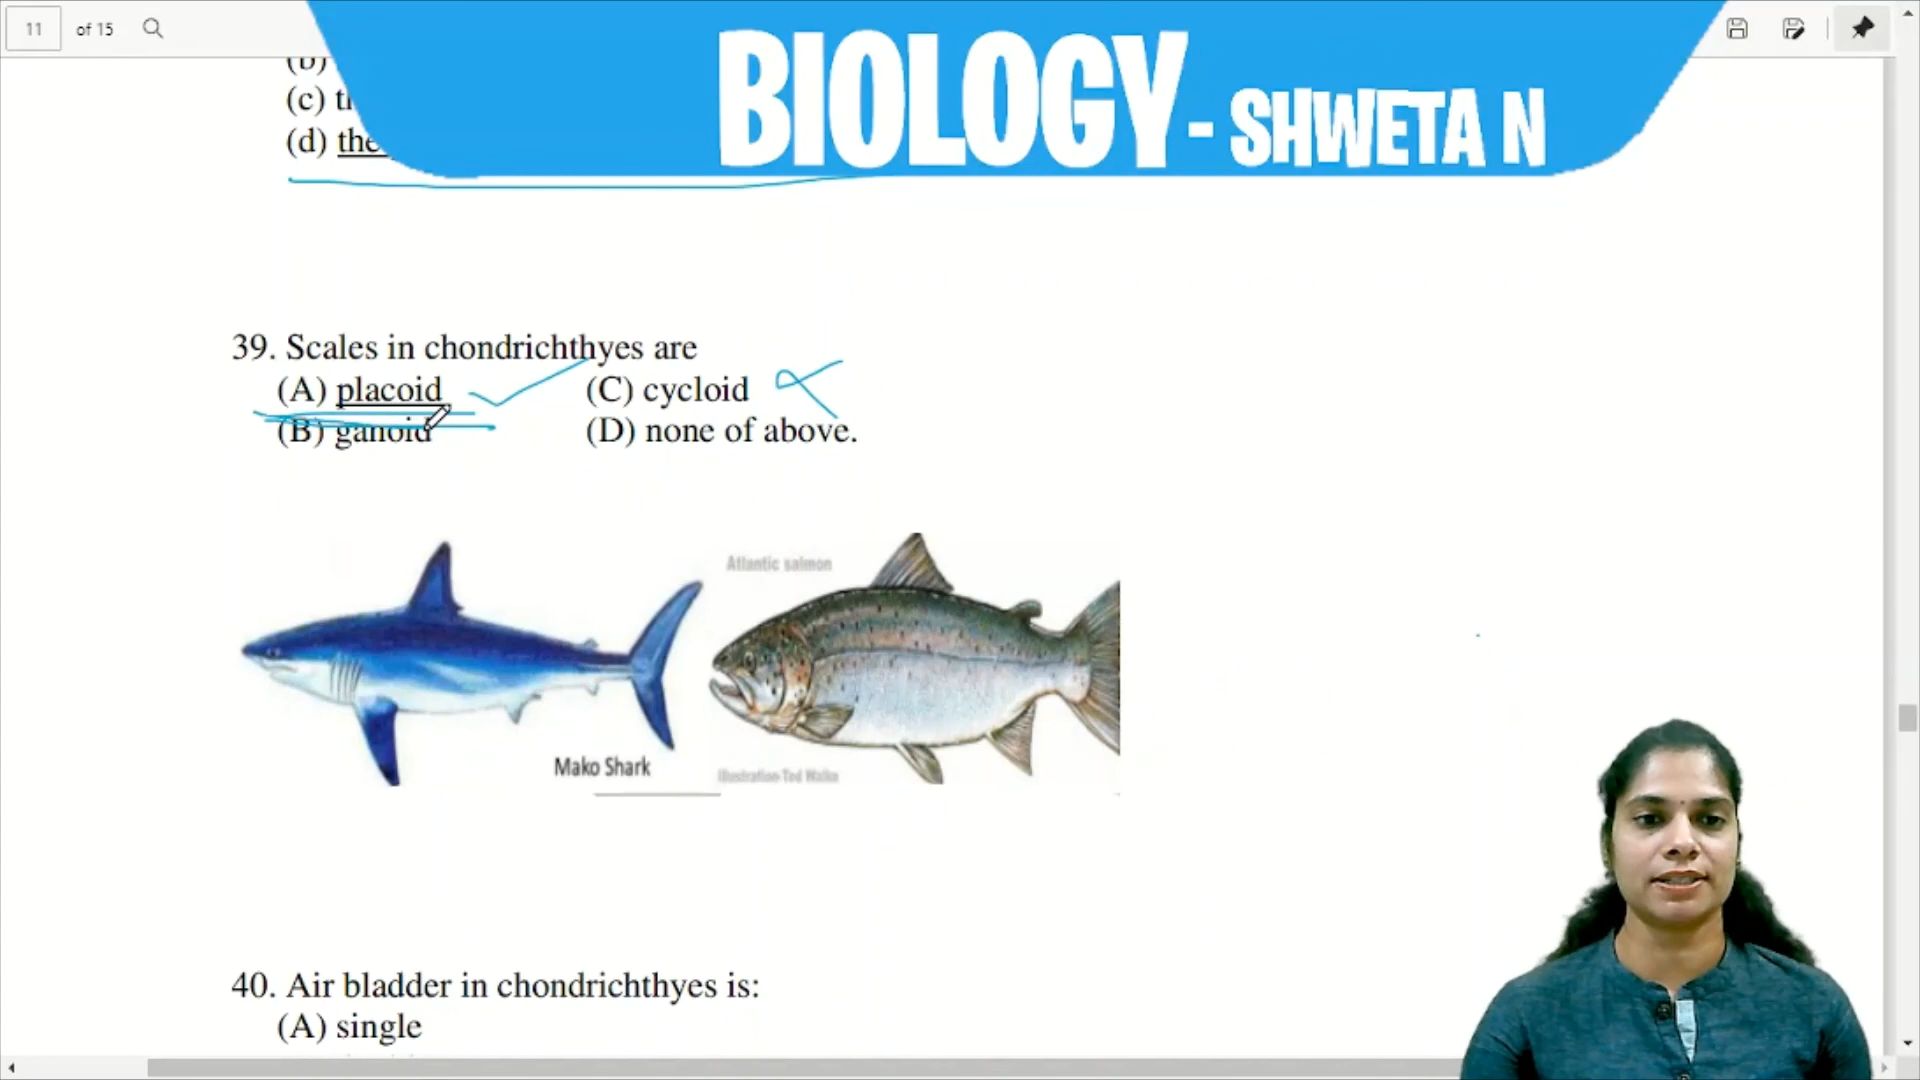 11 of 15
BIOLOGY - SHWETA N
(b)
(c)
(d) the
39. Scales in chondrichthyes are
(A) placoid (C) cycloid
(B) ganoid (D) none of above.
Atlantic salmon
Mako Shark
40. Air bladder in chondrichthyes is:
(A) single